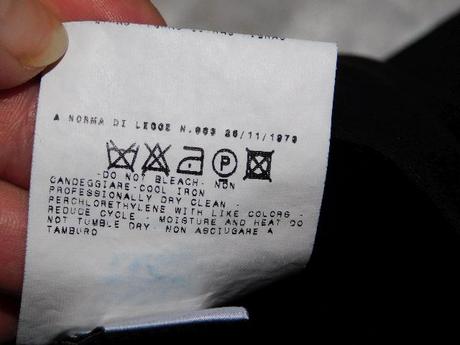 A NORMA DI LEGGE N.883 26/11/1973
P
-DO NOT BLEACH- NON
CANDEGGIARE-COOL IRON
PROFESSIONALLY DRY CLEAN -
PERCHLORETHYLENE WITH LIKE COLORS -
REDUCE CYCLE - MOISTURE AND HEAT DO
NOT TUMBLE DRY- NON ASCIUGARE A
TAMBURO